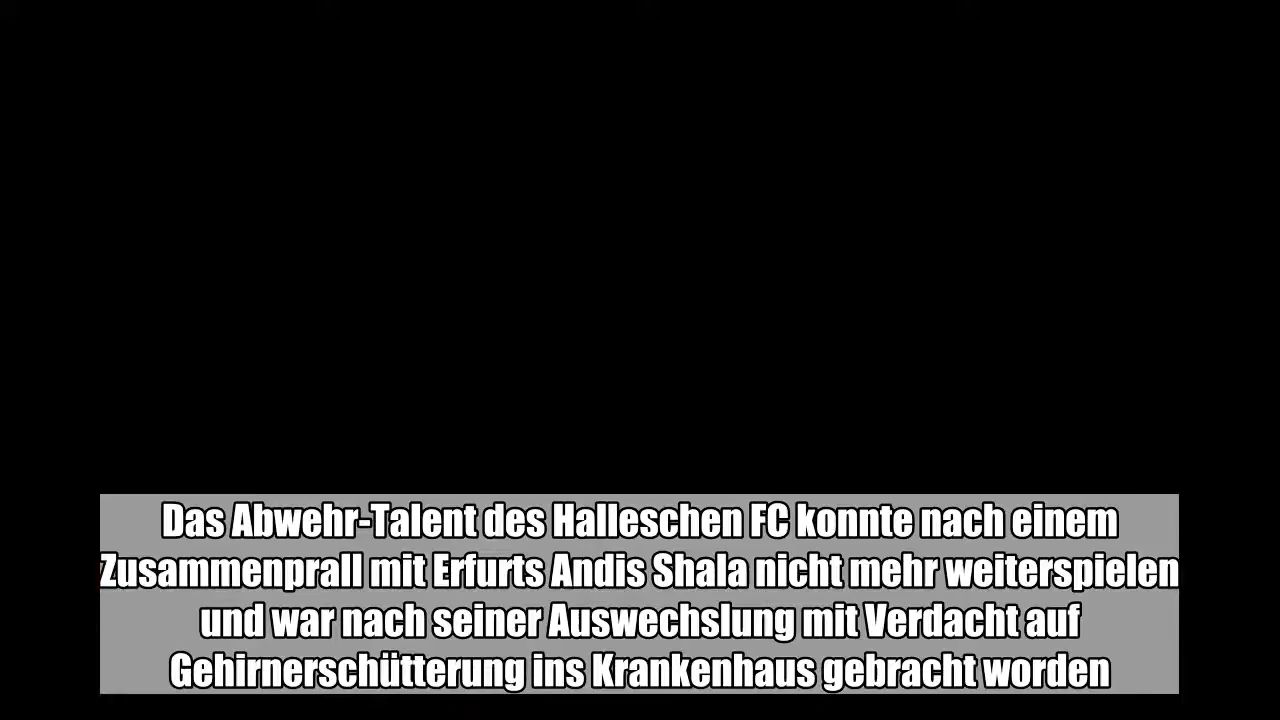 Das Abwehr-Talent des Halleschen FC konnte nach einem
Zusammenprall mit Erfurts Andis Shala nicht mehr weiterspielen
und war nach seiner Auswechslung mit Verdacht auf
Gehirnerschütterung ins Krankenhaus gebracht worden